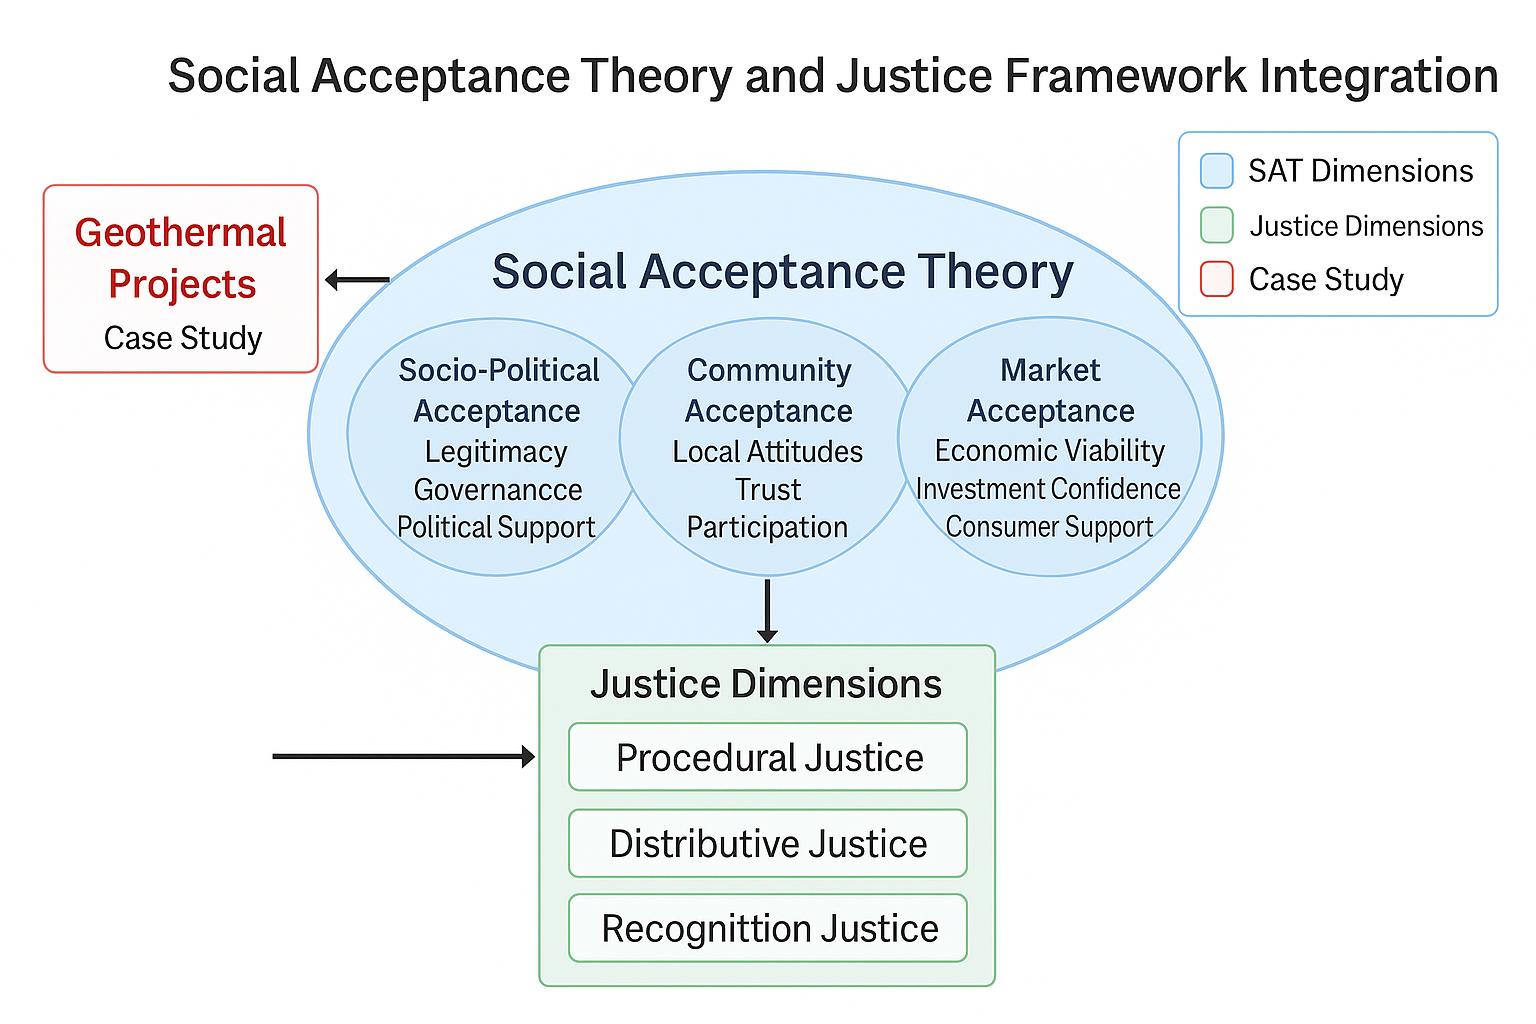 Social Acceptance Theory and Justice Framework Integration
SAT Dimensions
Justice Dimensions
Case Study
Geothermal
Projects
Case Study
Social Acceptance Theory
Socio-Political
Acceptance
Legitimacy
Governancce
Political Support
Community
Acceptance
Local Attitudes
Trust
Participation
Market
Acceptance
Economic Viability
Investment Confidence
Consumer Support
Justice Dimensions
Procedural Justice
Distributive Justice
Recognittion Justice